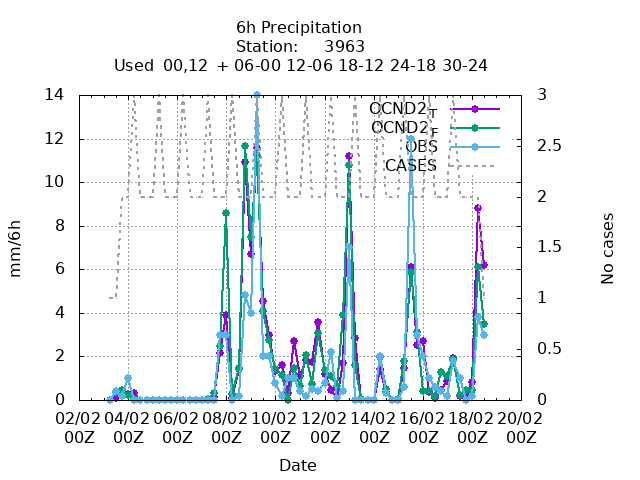 6h Precipitation
Station: 3963
Used 00,12 + 06-00 12-06 18-12 24-18 30-24
14 3
OCND2_T
12 OCND2_F 2.5
OBS
CASES
10 2
8
1.5
6
1
4
2 0.5
0 0
mm/6h
No cases
02/02 04/02 06/02 08/02 10/02 12/02 14/02 16/02 18/02 20/02
00Z 00Z 00Z 00Z 00Z 00Z 00Z 00Z 00Z 00Z
Date